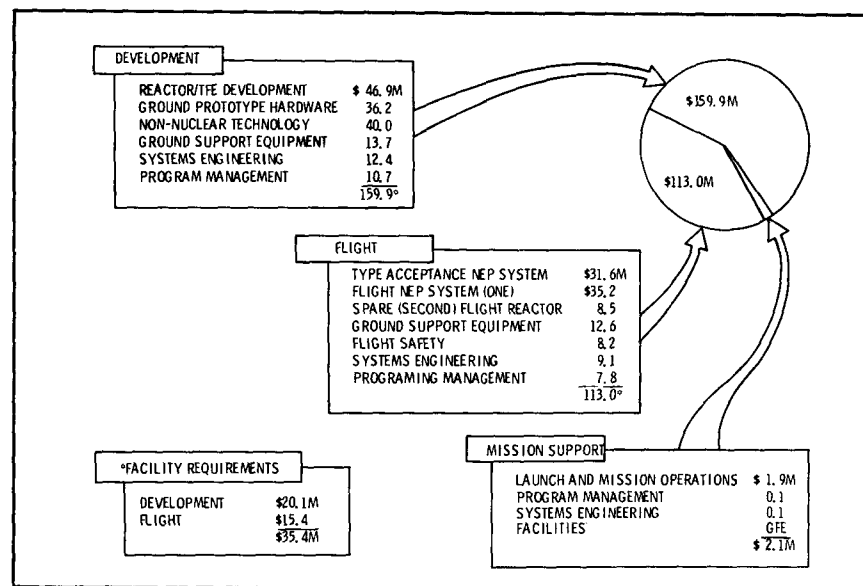 DEVELOPMENT
REACTOR/TFE DEVELOPMENT $ 46.9M
GROUND PROTOTYPE HARDWARE 36.2
NON-NUCLEAR TECHNOLOGY 40.0
GROUND SUPPORT EQUIPMENT 13.7
SYSTEMS ENGINEERING 12.4
PROGRAM MANAGEMENT 10.7
159.9°
$159.9M
$113.0M
FLIGHT
TYPE ACCEPTANCE NEP SYSTEM $31.6M
FLIGHT NEP SYSTEM (ONE) $35.2
SPARE (SECOND) FLIGHT REACTOR 8.5
GROUND SUPPORT EQUIPMENT 12.6
FLIGHT SAFETY 8.2
SYSTEMS ENGINEERING 9.1
PROGRAMING MANAGEMENT 7.8
113.0°
°FACILITY REQUIREMENTS
DEVELOPMENT $20.1M
FLIGHT $15.4
$35.4M
MISSION SUPPORT
LAUNCH AND MISSION OPERATIONS $ 1.9M
PROGRAM MANAGEMENT 0.1
SYSTEMS ENGINEERING 0.1
FACILITIES GFE
$ 2.1M